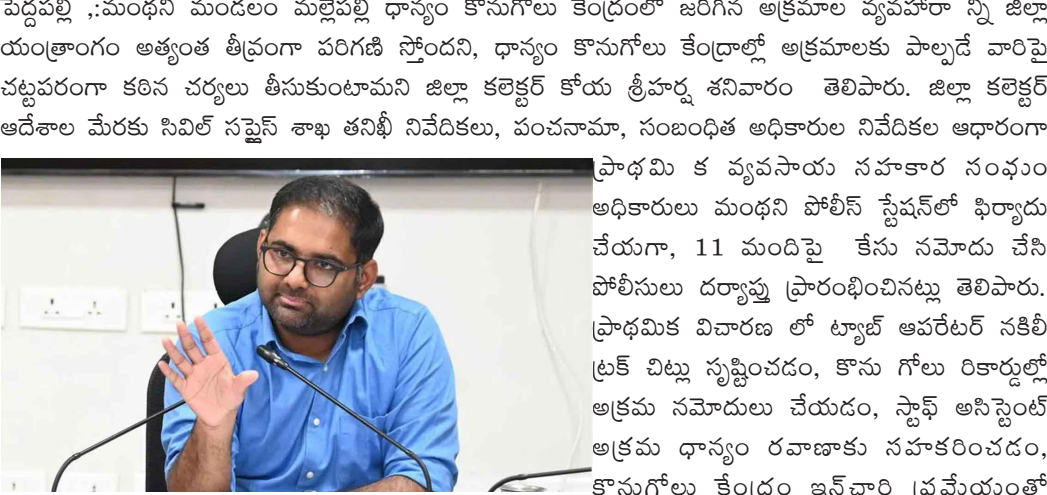 పెద్దపల్లి ,:మంథని మండలం మల్లేపల్లి ధాన్యం కొనుగోలు కేంద్రంలో జరిగిన అక్రమాల వ్యవహారా న్ని జిల్లా
యంత్రాంగం అత్యంత తీవ్రంగా పరిగణి స్తోందని, ధాన్యం కొనుగోలు కేంద్రాల్లో అక్రమాలకు పాల్పడే వారిపై
చట్టపరంగా కఠిన చర్యలు తీసుకుంటామని జిల్లా కలెక్టర్ కోయ శ్రీహర్ష శనివారం తెలిపారు. జిల్లా కలెక్టర్
ఆదేశాల మేరకు సివిల్ సప్లైస్ శాఖ తనిఖీ నివేదికలు, పంచనామా, సంబంధిత అధికారుల నివేదికల ఆధారంగా
ప్రాథమి క వ్యవసాయ సహకార సంఘం
అధికారులు మంథని పోలీస్ స్టేషన్‌లో ఫిర్యాదు
చేయగా, 11 మందిపై కేసు నమోదు చేసి
పోలీసులు దర్యాప్తు ప్రారంభించినట్లు తెలిపారు.
ప్రాథమిక విచారణ లో ట్యాబ్ ఆపరేటర్ నకిలీ
ట్రక్ చిట్లు సృష్టించడం, కొను గోలు రికార్డుల్లో
అక్రమ నమోదులు చేయడం, స్టాఫ్ అసిస్టెంట్
అక్రమ ధాన్యం రవాణాకు సహకరించడం,
కొనుగోలు కేంద్రం ఇన్‌చార్జి ప్రమేయంతో